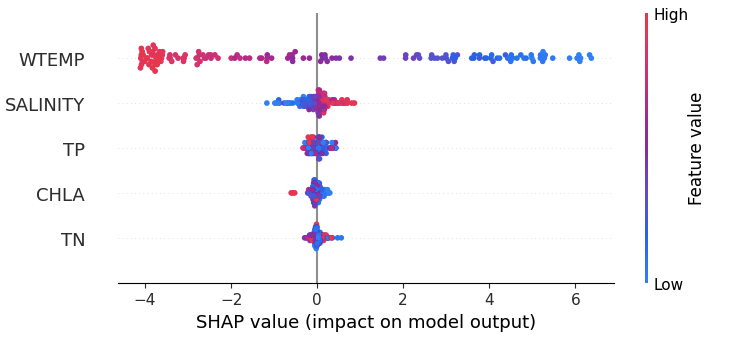 High
WTEMP
SALINITY
TP
CHLA
TN
Feature value
Low
−4 −2 0 2 4 6
SHAP value (impact on model output)